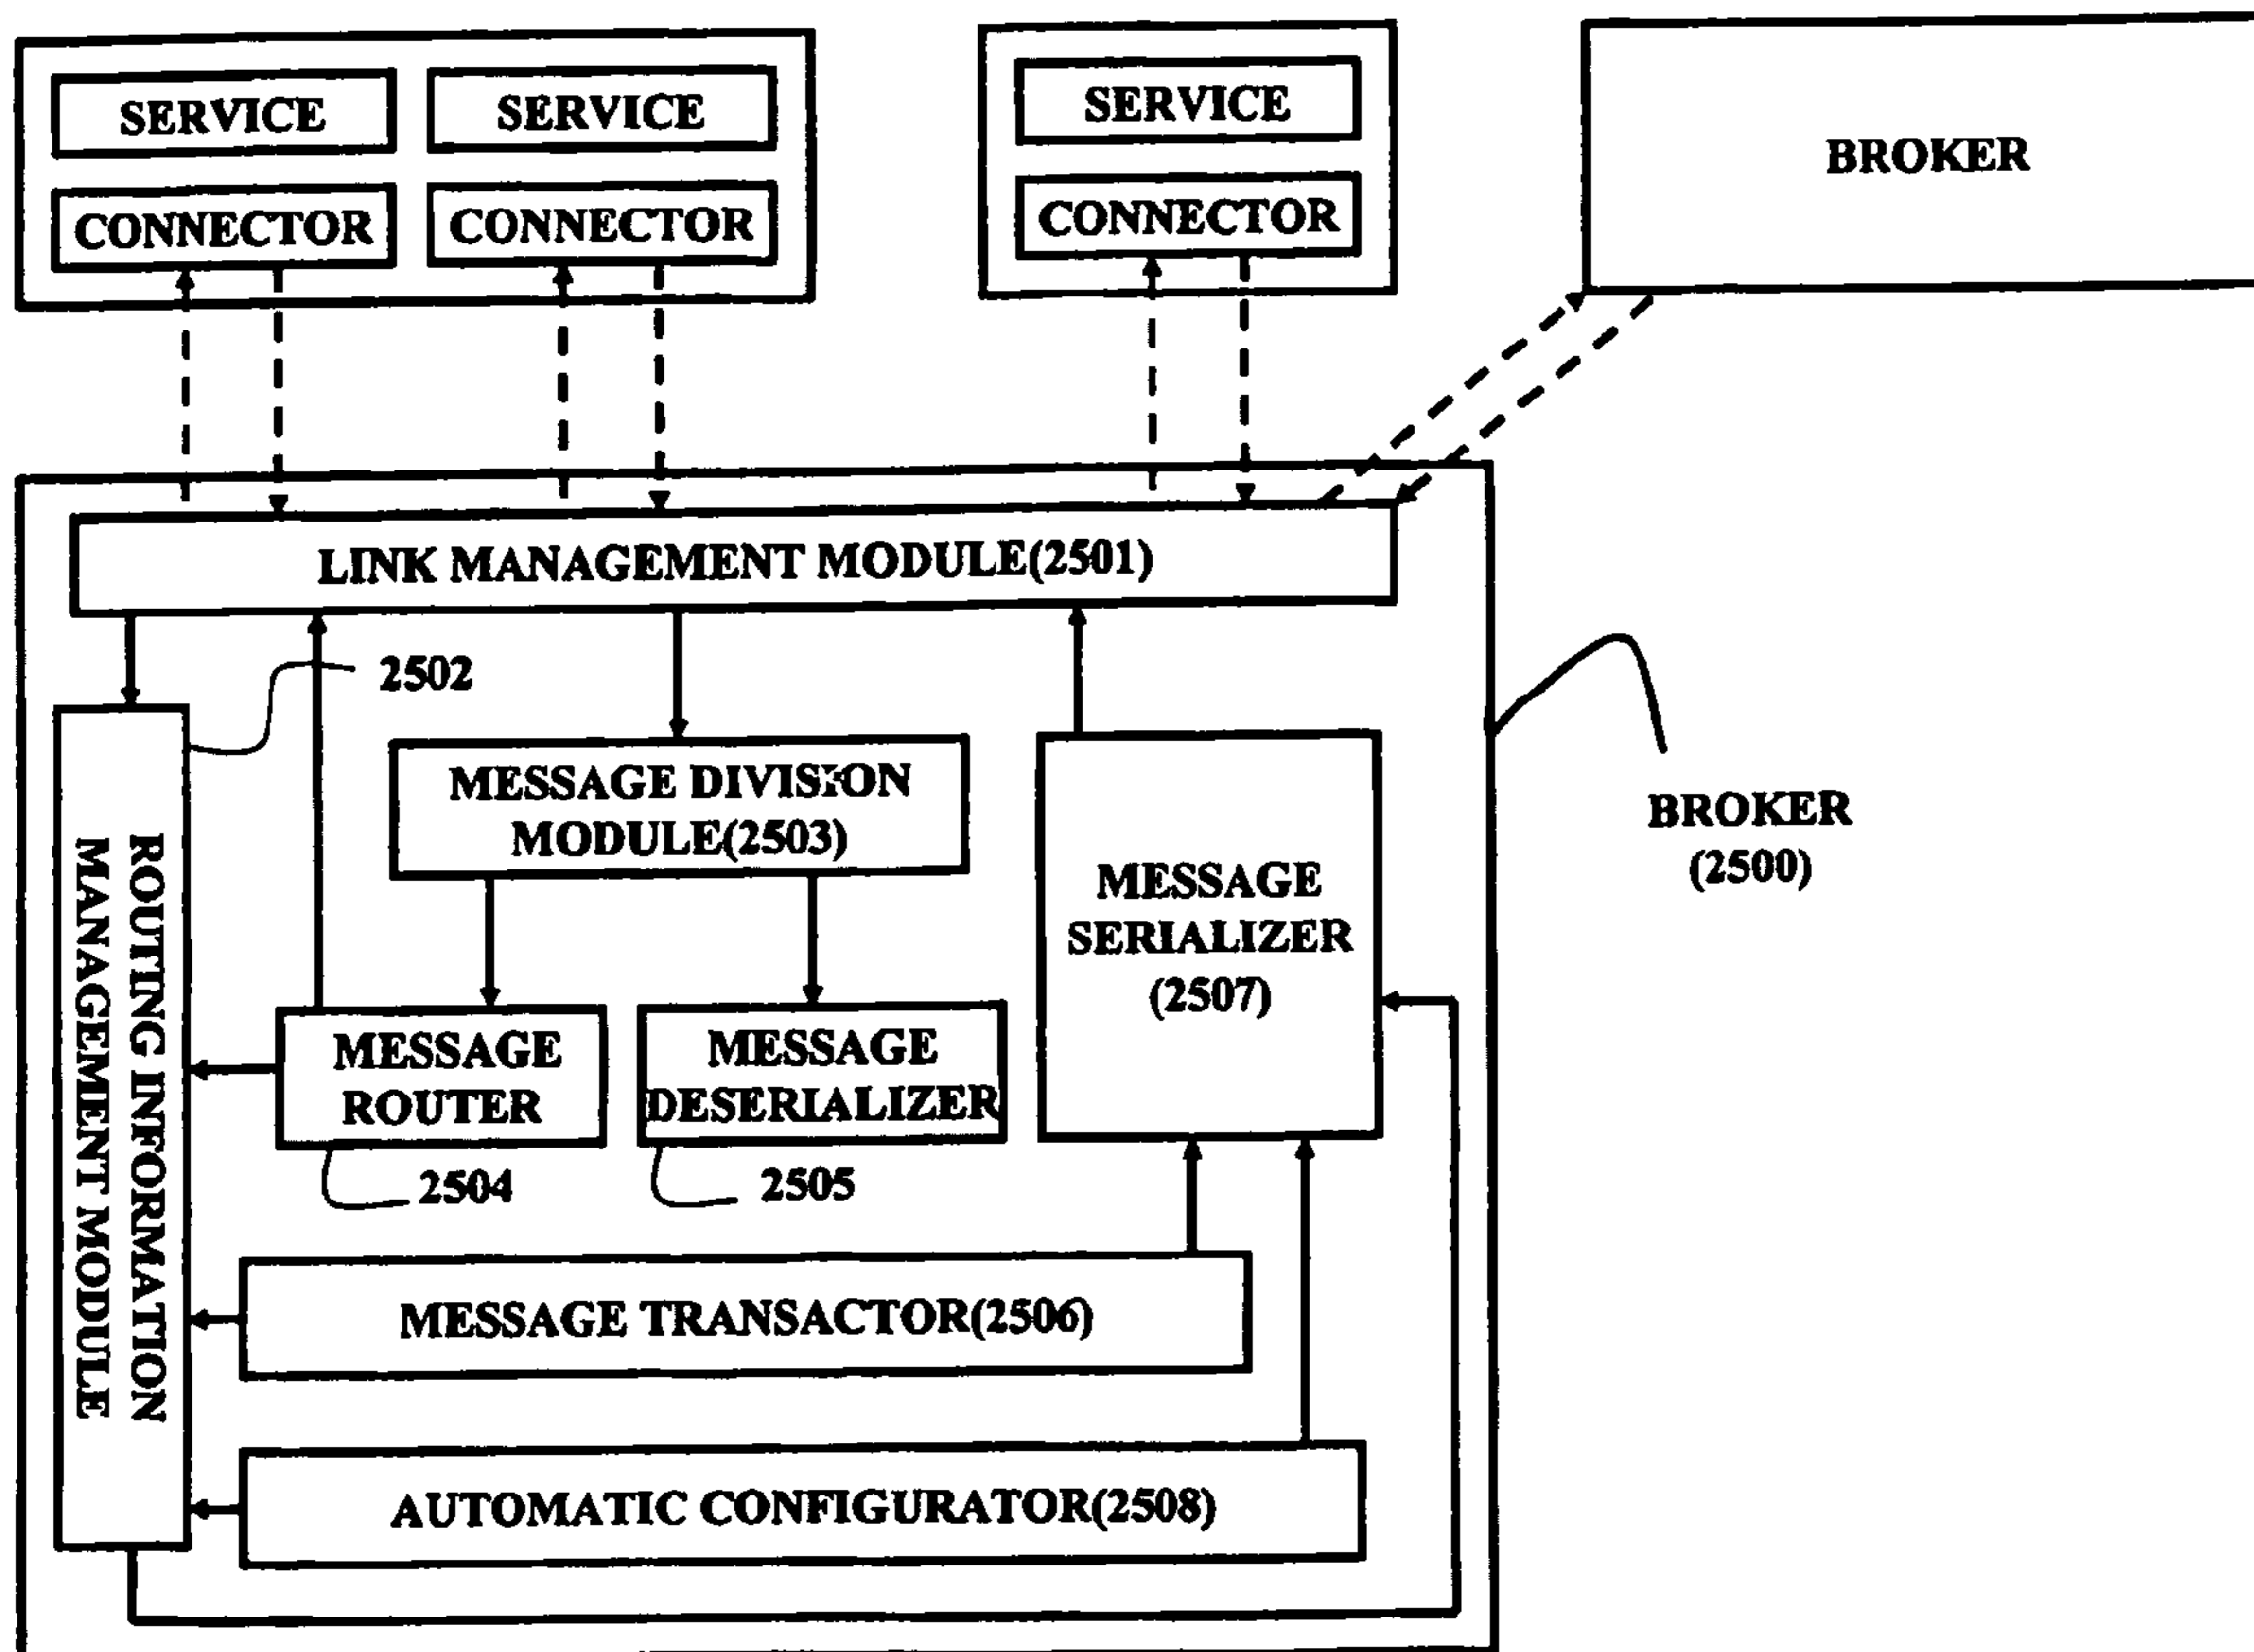 SERVICE
SERVICE
SERVICE
BROKER
CONNECTOR
CONNECTOR
CONNECTOR
LINK MANAGEMENT MODULE(2501)
2502
MESSAGE DIVISION
MODULE(2503)
BROKER
(2500)
MESSAGE
SERIALIZER
(2507)
ROUTING INFORMATION
MANAGEMENT MODULE
MESSAGE
ROUTER
MESSAGE
DESERIALIZER
2504
2505
MESSAGE TRANSACTOR(2506)
AUTOMATIC CONFIGURATOR(2508)